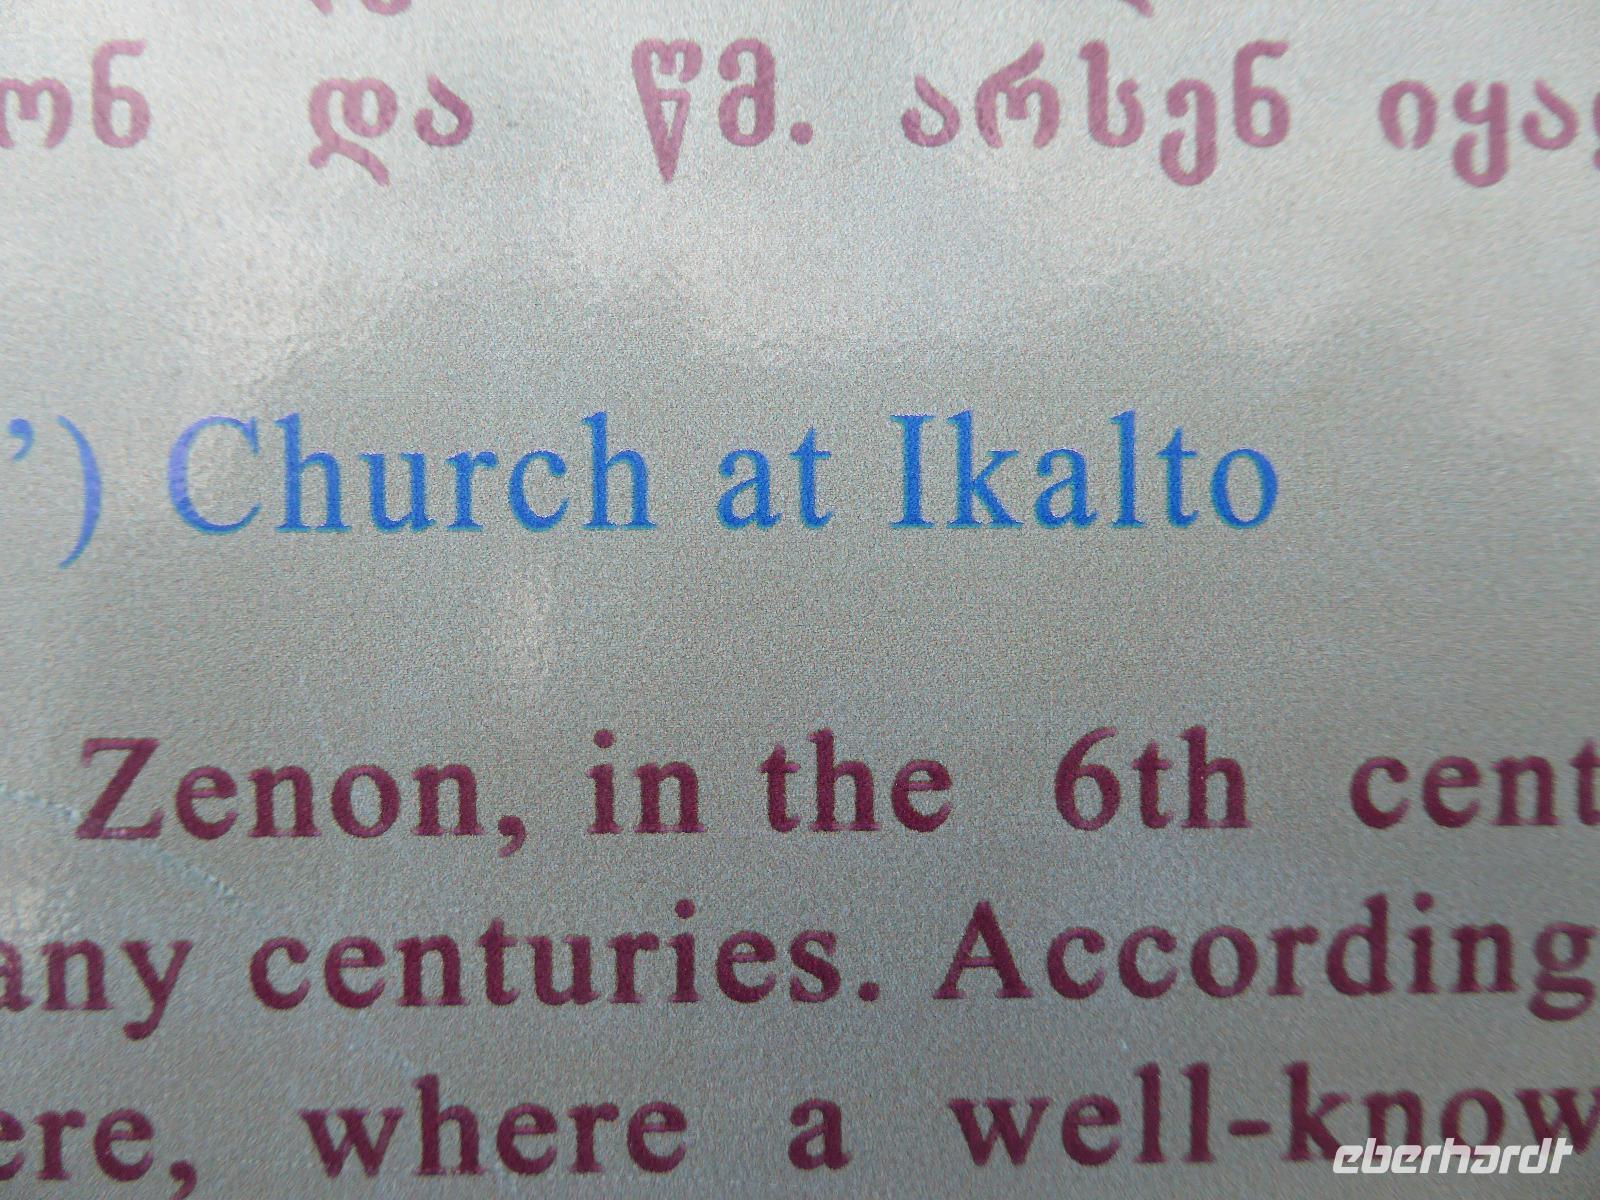 ონ და წმ. არსენ იყა
’) Church at Ikalto
Zenon, in the 6th cent
any centuries. According
ere, where a well-know
eberhardt